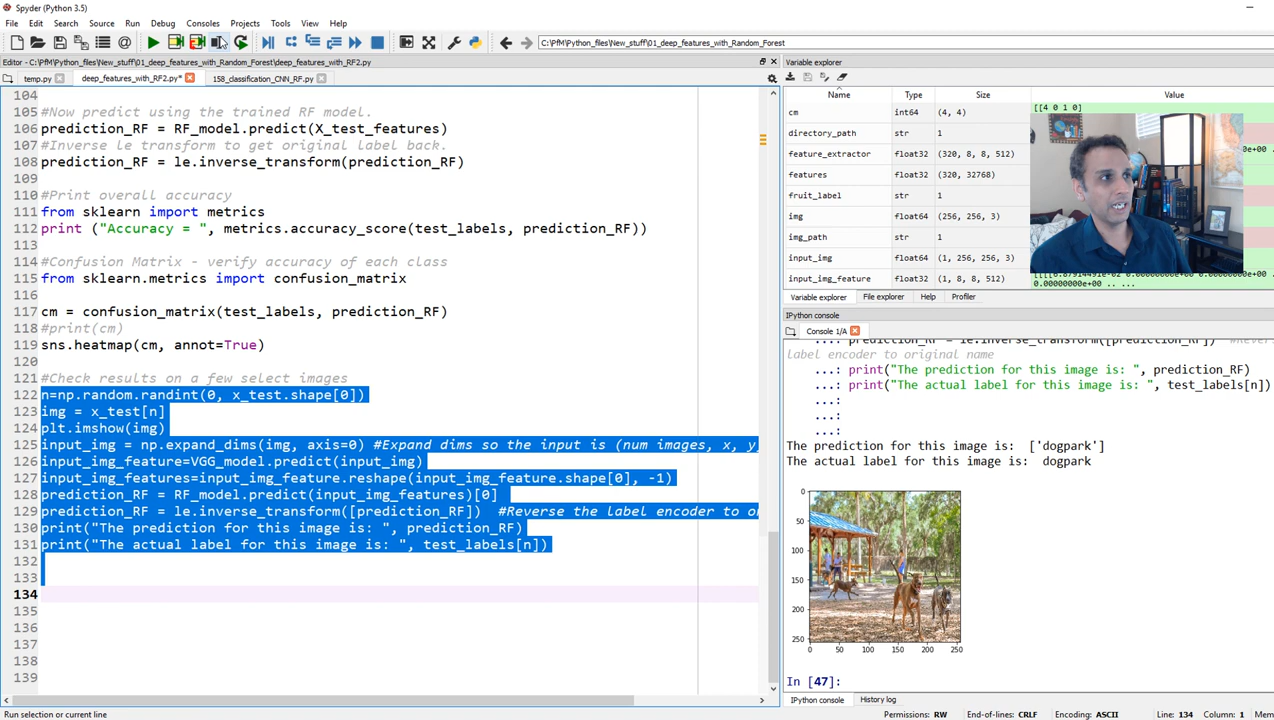 Spyder (Python 3.5)
File Edit Search Source Run Debug Consoles Projects Tools View Help
C:\PfM\Python_files\New_stuff\01_deep_features_with_Random_Forest
Editor - C:\PfM\Python_files\New_stuff\01_deep_features_with_Random_Forest\deep_features_with_RF2.py
temp.py deep_features_with_RF2.py* 158_classification_CNN_RF.py
104
105 #Now predict using the trained RF model.
106 prediction_RF = RF_model.predict(X_test_features)
107 #Inverse le transform to get original label back.
108 prediction_RF = le.inverse_transform(prediction_RF)
109
110 #Print overall accuracy
111 from sklearn import metrics
112 print ("Accuracy = ", metrics.accuracy_score(test_labels, prediction_RF))
113
114 #Confusion Matrix - verify accuracy of each class
115 from sklearn.metrics import confusion_matrix
116
117 cm = confusion_matrix(test_labels, prediction_RF)
118 #print(cm)
119 sns.heatmap(cm, annot=True)
120
121 #Check results on a few select images
122 n=np.random.randint(0, x_test.shape[0])
123 img = x_test[n]
124 plt.imshow(img)
125 input_img = np.expand_dims(img, axis=0) #Expand dims so the input is (num images, x, y
126 input_img_feature=VGG_model.predict(input_img)
127 input_img_features=input_img_feature.reshape(input_img_feature.shape[0], -1)
128 prediction_RF = RF_model.predict(input_img_features)[0]
129 prediction_RF = le.inverse_transform([prediction_RF])  #Reverse the label encoder to
130 print("The prediction for this image is: ", prediction_RF)
131 print("The actual label for this image is: ", test_labels[n])
132
133
134
135
136
137
138
139
Variable explorer
Name Type Size Value
cm int64 (4, 4) [[4 0 1 0]
directory_path str 1
feature_extractor float32 (320, 8, 8, 512)
features float32 (320, 32768)
fruit_label str 1
img float64 (256, 256, 3)
img_path str 1
input_img float64 (1, 256, 256, 3)
input_img_feature float32 (1, 8, 8, 512)
0.00000000e+00 .. ...
Variable explorer File explorer Help Profiler
IPython console
Console 1/A
Label encoder to original name
...: print("The prediction for this image is: ", prediction_RF)
...: print("The actual label for this image is: ", test_labels[n])
...:
...:
...:
The prediction for this image is:  ['dogpark']
The actual label for this image is:  dogpark
0
50
100
150
200
250
0 50 100 150 200 250
In [47]:
IPython console History log
Run selection or current line
Permissions: RW End-of-lines: CRLF Encoding: ASCII Line: 134 Column: 1 Mem